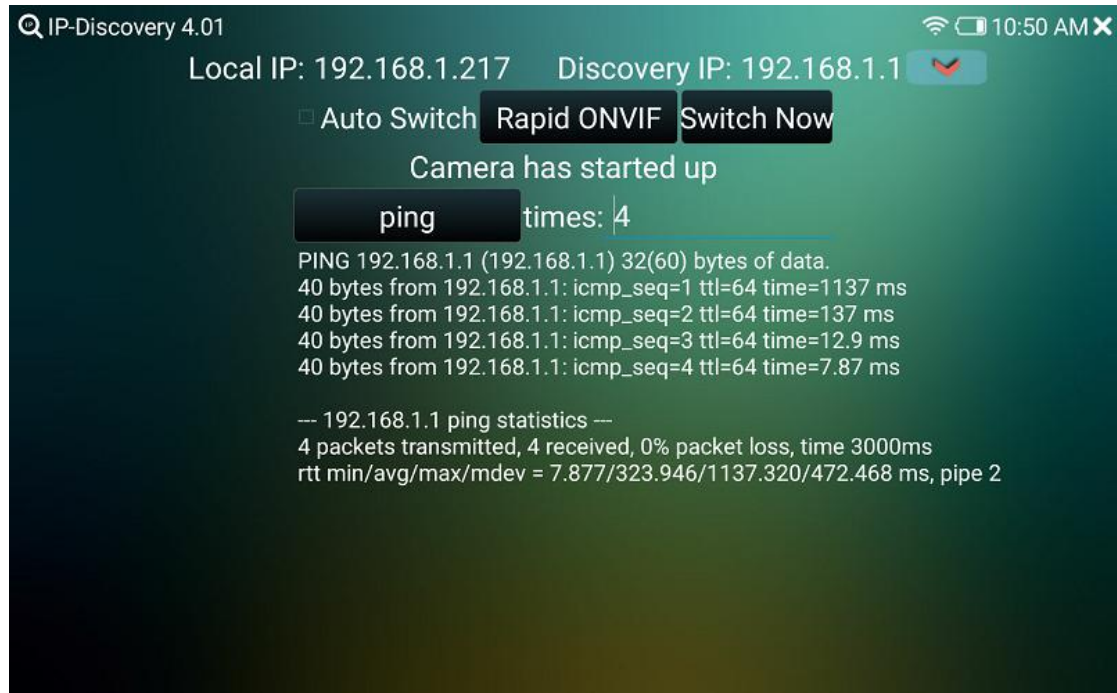 IP-Discovery 4.01 10:50 AM
Local IP: 192.168.1.217 Discovery IP: 192.168.1.1
Auto Switch Rapid ONVIF Switch Now
Camera has started up
ping times: 4
PING 192.168.1.1 (192.168.1.1) 32(60) bytes of data.
40 bytes from 192.168.1.1: icmp_seq=1 ttl=64 time=1137 ms
40 bytes from 192.168.1.1: icmp_seq=2 ttl=64 time=137 ms
40 bytes from 192.168.1.1: icmp_seq=3 ttl=64 time=12.9 ms
40 bytes from 192.168.1.1: icmp_seq=4 ttl=64 time=7.87 ms
--- 192.168.1.1 ping statistics ---
4 packets transmitted, 4 received, 0% packet loss, time 3000ms
rtt min/avg/max/mdev = 7.877/323.946/1137.320/472.468 ms, pipe 2